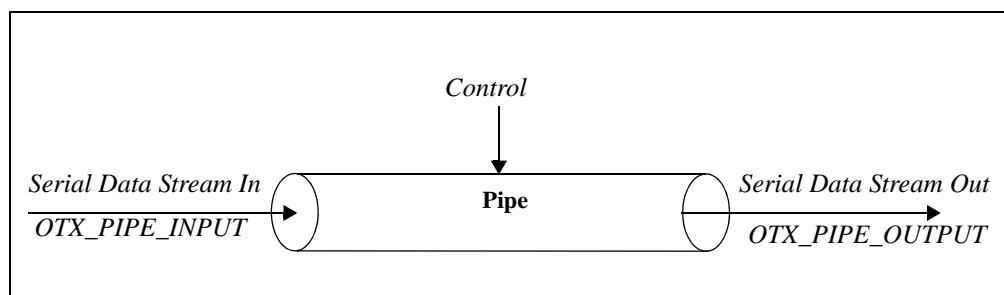 Control
Serial Data Stream In
Pipe
Serial Data Stream Out
OTX_PIPE_INPUT
OTX_PIPE_OUTPUT